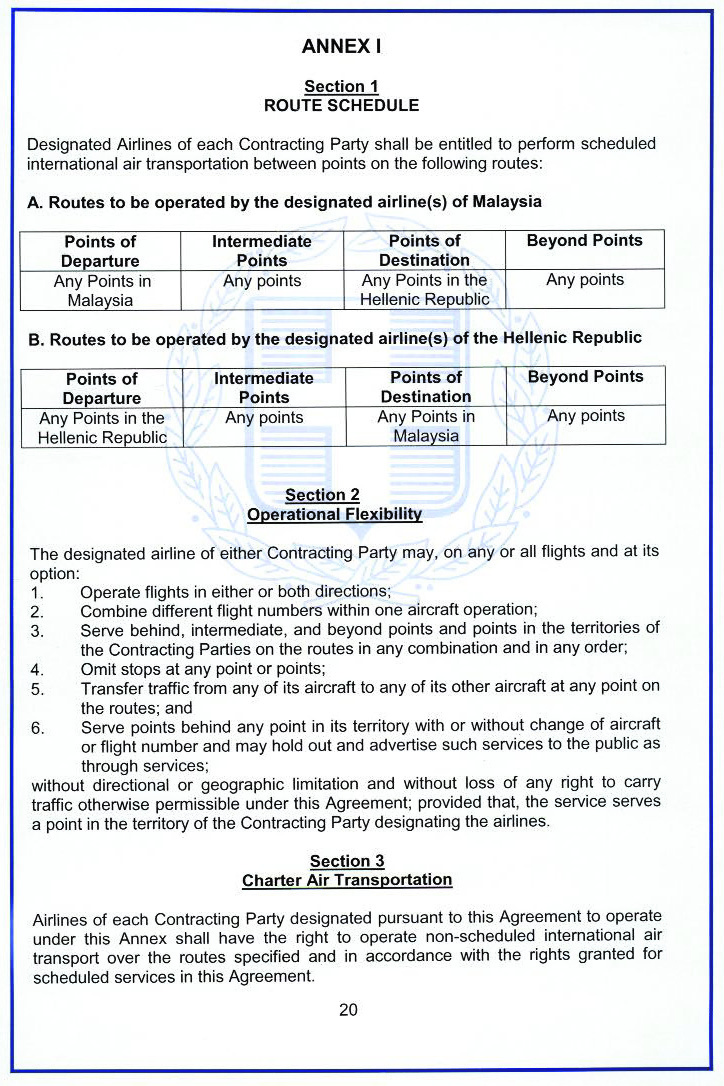 ANNEX I
Section 1
ROUTE SCHEDULE
Designated Airlines of each Contracting Party shall be entitled to perform scheduled
international air transportation between points on the following routes:
A. Routes to be operated by the designated airline(s) of Malaysia
Points of Departure | Intermediate Points | Points of Destination | Beyond Points
Any Points in Malaysia | Any points | Any Points in the Hellenic Republic | Any points
B. Routes to be operated by the designated airline(s) of the Hellenic Republic
Points of Departure | Intermediate Points | Points of Destination | Beyond Points
Any Points in the Hellenic Republic | Any points | Any Points in Malaysia | Any points
Section 2
Operational Flexibility
The designated airline of either Contracting Party may, on any or all flights and at its
option:
1. Operate flights in either or both directions;
2. Combine different flight numbers within one aircraft operation;
3. Serve behind, intermediate, and beyond points and points in the territories of
the Contracting Parties on the routes in any combination and in any order;
4. Omit stops at any point or points;
5. Transfer traffic from any of its aircraft to any of its other aircraft at any point on
the routes; and
6. Serve points behind any point in its territory with or without change of aircraft
or flight number and may hold out and advertise such services to the public as
through services;
without directional or geographic limitation and without loss of any right to carry
traffic otherwise permissible under this Agreement; provided that, the service serves
a point in the territory of the Contracting Party designating the airlines.
Section 3
Charter Air Transportation
Airlines of each Contracting Party designated pursuant to this Agreement to operate
under this Annex shall have the right to operate non-scheduled international air
transport over the routes specified and in accordance with the rights granted for
scheduled services in this Agreement.
20